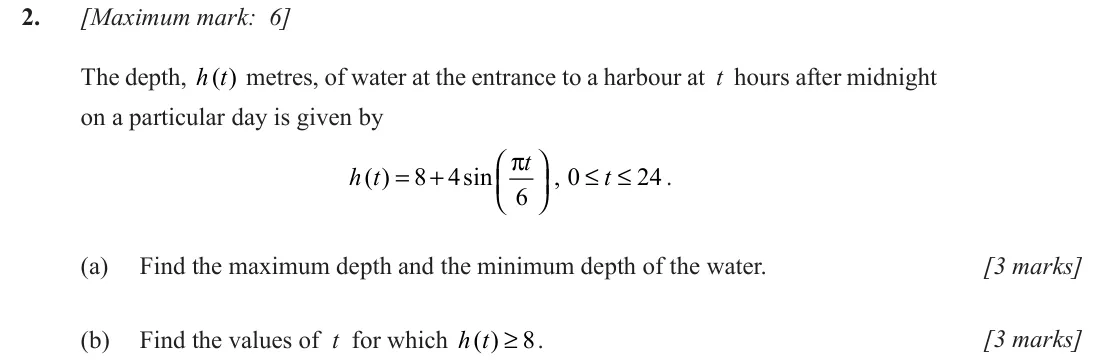 2. [Maximum mark: 6]
The depth, h(t) metres, of water at the entrance to a harbour at t hours after midnight
on a particular day is given by
h(t) = 8 + 4 sin(πt/6), 0 ≤ t ≤ 24.
(a) Find the maximum depth and the minimum depth of the water. [3 marks]
(b) Find the values of t for which h(t) ≥ 8. [3 marks]